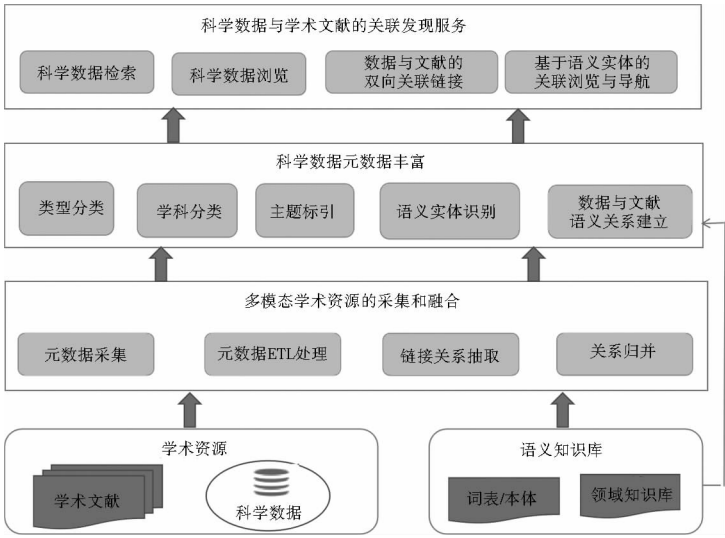 科学数据与学术文献的关联发现服务
科学数据检索
科学数据浏览
数据与文献的
双向关联链接
基于语义实体的
关联浏览与导航
科学数据元数据丰富
类型分类
学科分类
主题标引
语义实体识别
数据与文献
语义关系建立
多模态学术资源的采集和融合
元数据采集
元数据ETL处理
链接关系抽取
关系归并
学术资源
学术文献
科学数据
语义知识库
词表/本体
领域知识库